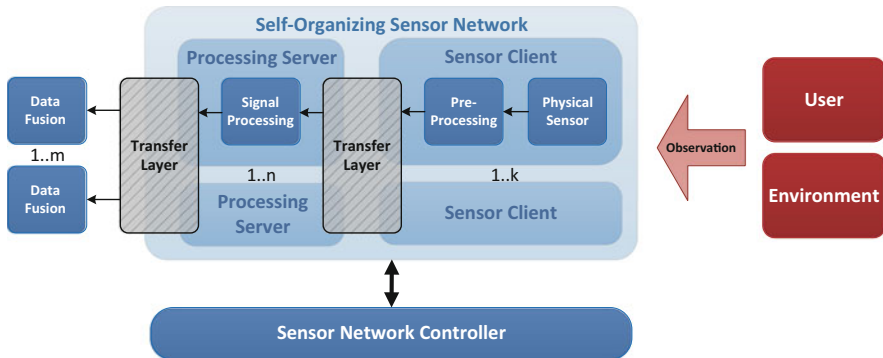 Self-Organizing Sensor Network
Processing Server
Sensor Client
Data
Fusion
Signal
Processing
Pre-
Processing
Physical
Sensor
User
Transfer
Layer
Transfer
Layer
Observation
1..m
1..n
1..k
Data
Fusion
Processing
Server
Sensor Client
Environment
Sensor Network Controller